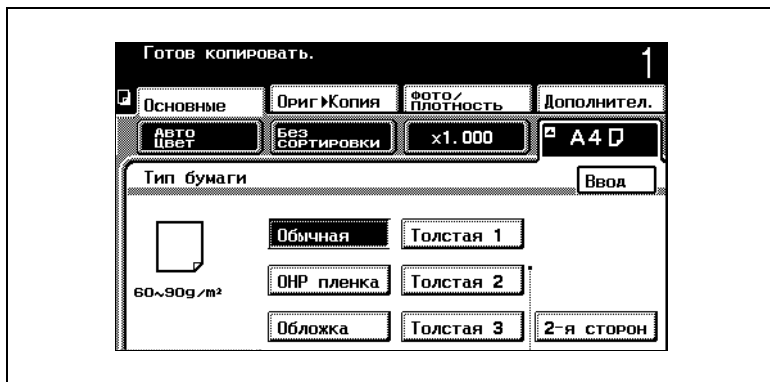 Готов копировать. 1
Основные Ориг▶Копия Фото/
плотность Дополнител.
Авто
Цвет Без
сортировки x1.000 A4
Тип бумаги Ввод
Обычная Толстая 1
60~90g/m² OHP пленка Толстая 2
Обложка Толстая 3 2-я сторон